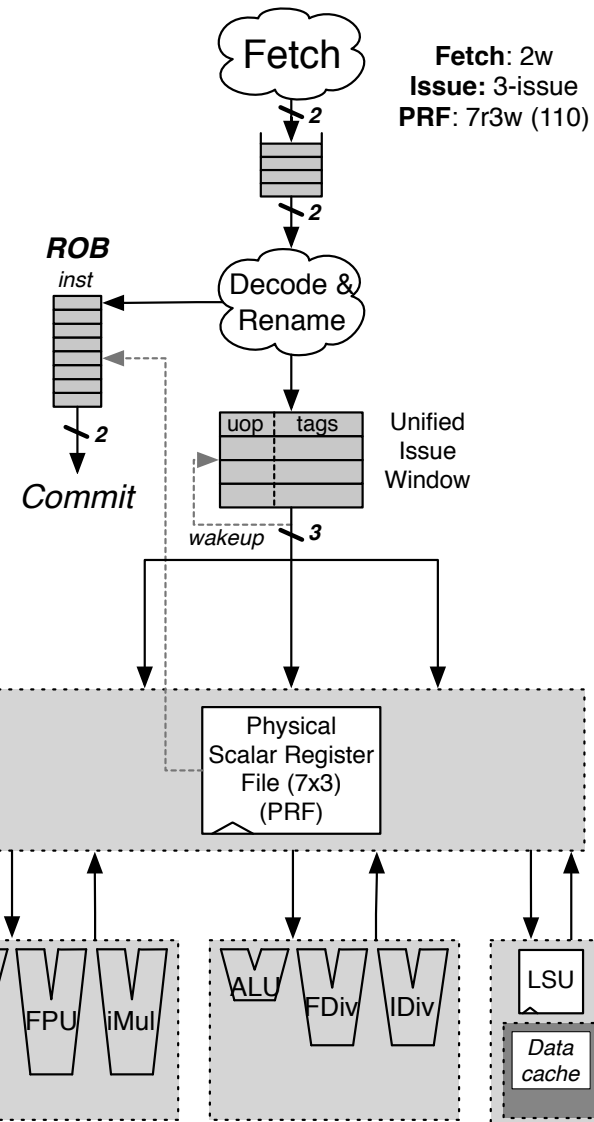 Fetch
Fetch: 2w
Issue: 3-issue
PRF: 7r3w (110)
2
2
ROB
inst
Decode &
Rename
2
Commit
uop tags
Unified
Issue
Window
wakeup
3
Physical
Scalar Register
File (7x3)
(PRF)
FPU
iMul
ALU
FDiv
IDiv
LSU
Data
cache